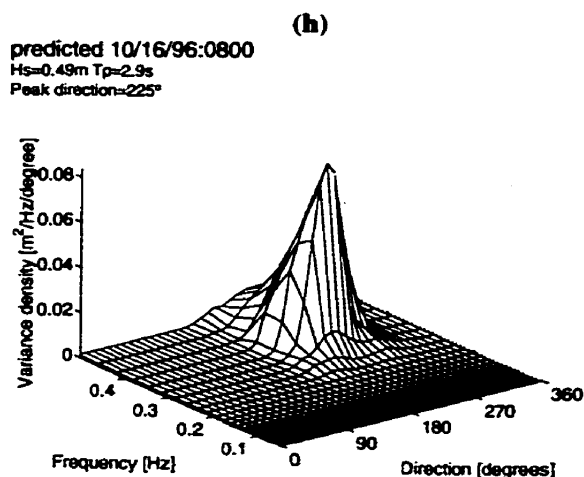 (h)
predicted 10/16/96:0800
Hs=0.49m Tp=2.9s
Peak direction=225°
Variance density [m²/Hz/degree]
0.08
0.06
0.04
0.02
0
0.4
0.3
0.2
0.1
Frequency [Hz]
0
90
180
270
360
Direction [degrees]